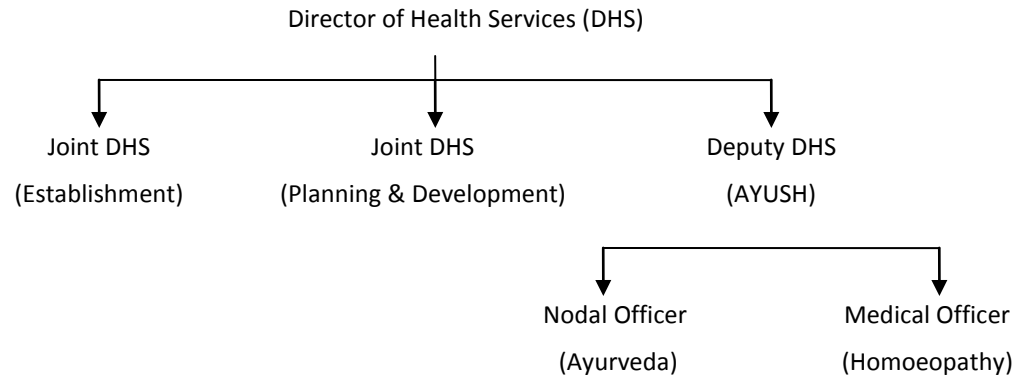 Director of Health Services (DHS)
Joint DHS
(Establishment)
Joint DHS
(Planning & Development)
Deputy DHS
(AYUSH)
Nodal Officer
(Ayurveda)
Medical Officer
(Homoeopathy)